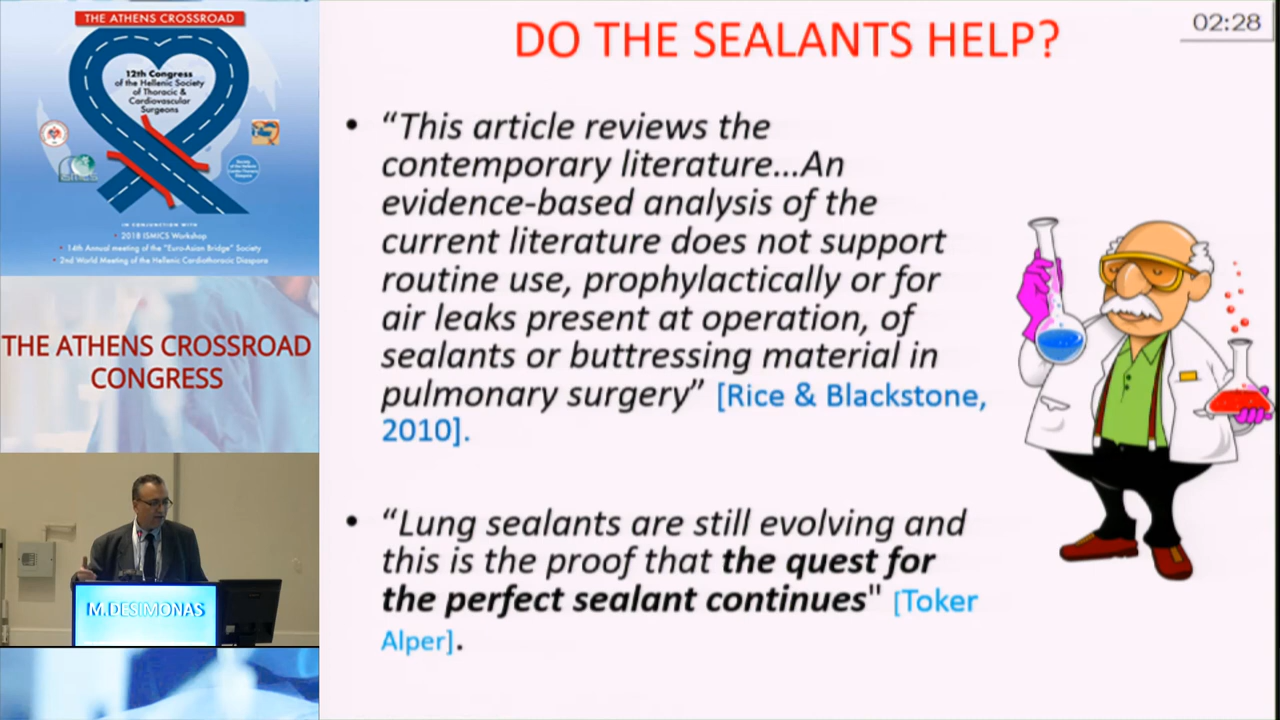 THE ATHENS CROSSROAD
12th Congress
of the Hellenic Society
of Thoracic &
Cardiovascular
Surgeons
ISMICS
IN CONJUNCTION WITH
• 2018 ISMICS Workshop
• 14th Annual meeting of the "Euro-Asian Bridge" Society
• 2nd World Meeting of the Hellenic Cardiothoracic Diaspora
THE ATHENS CROSSROAD
CONGRESS
M.DESIMONAS
DO THE SEALANTS HELP?
02:28
• “This article reviews the
contemporary literature...An
evidence-based analysis of the
current literature does not support
routine use, prophylactically or for
air leaks present at operation, of
sealants or buttressing material in
pulmonary surgery” [Rice & Blackstone,
2010].
• “Lung sealants are still evolving and
this is the proof that the quest for
the perfect sealant continues" [Toker
Alper].